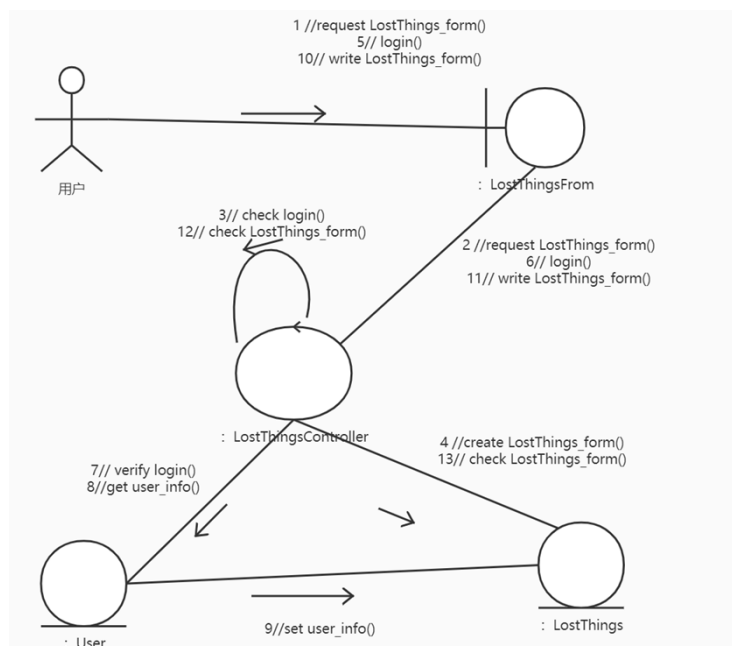 1 //request LostThings_form()
5// login()
10// write LostThings_form()
用户
: LostThingsFrom
3// check login()
12// check LostThings_form()
2 //request LostThings_form()
6// login()
11// write LostThings_form()
: LostThingsController
4 //create LostThings_form()
13// check LostThings_form()
7// verify login()
8//get user_info()
9//set user_info()
: LostThings
: User